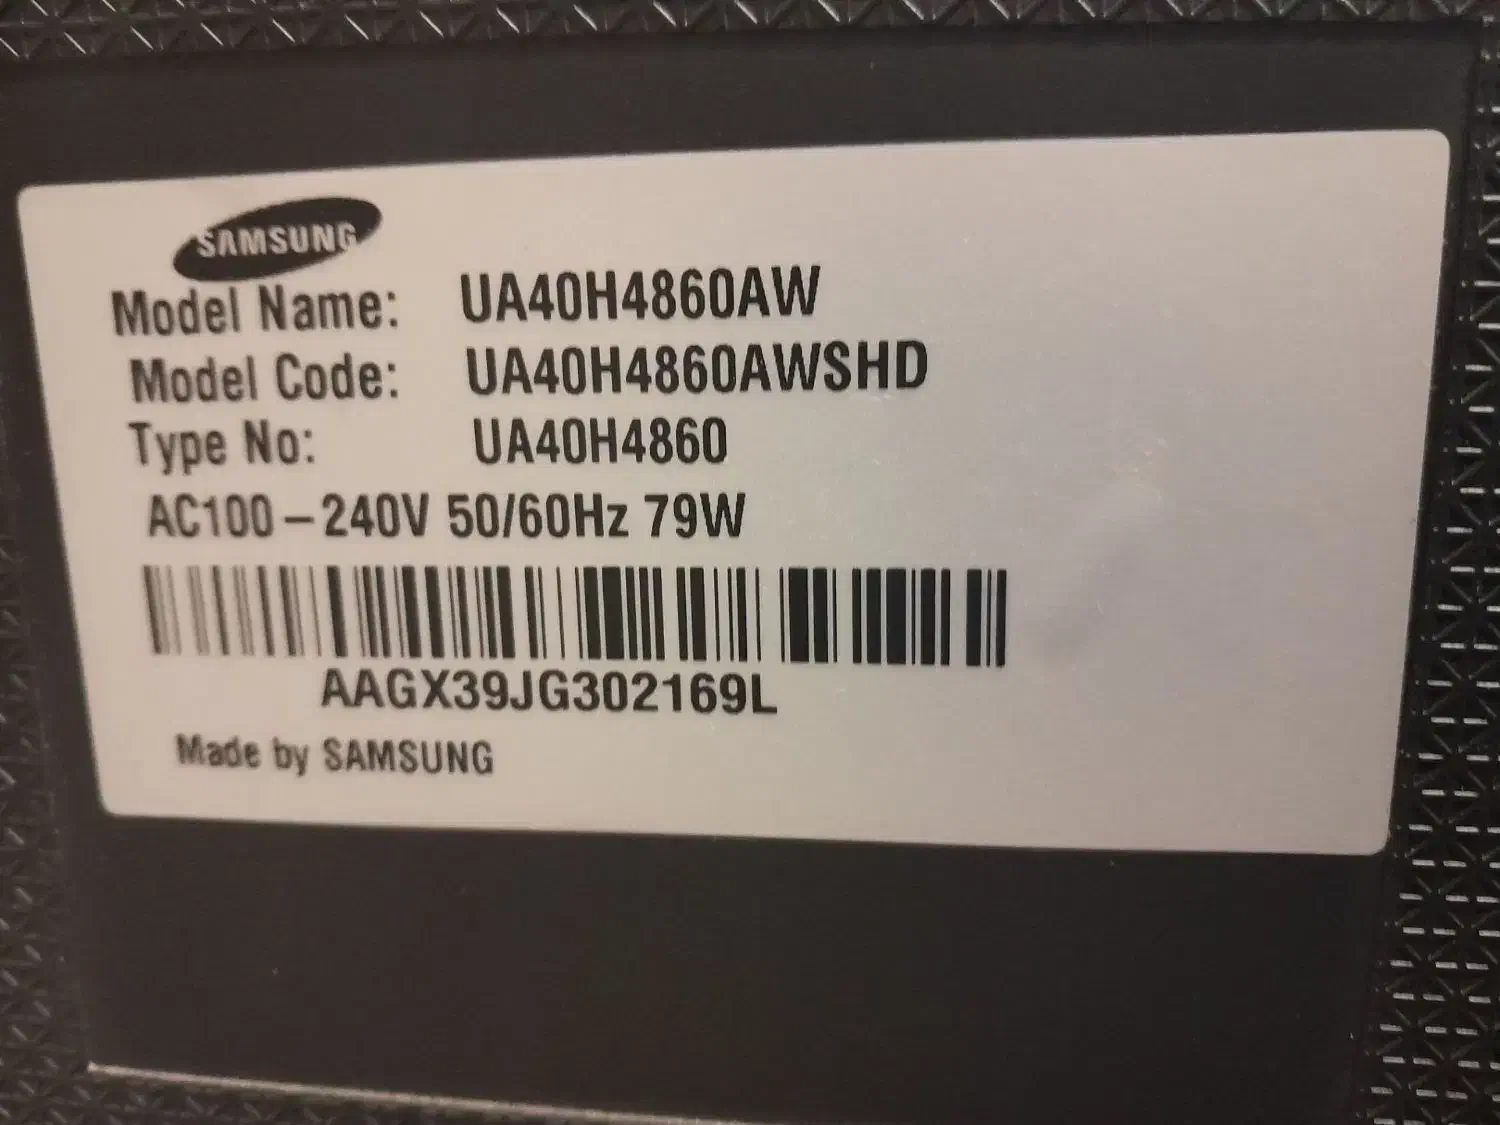 SAMSUNG
Model Name: UA40H4860AW
Model Code: UA40H4860AWSHD
Type No: UA40H4860
AC100-240V 50/60Hz 79W
AAGX39JG302169L
Made by SAMSUNG